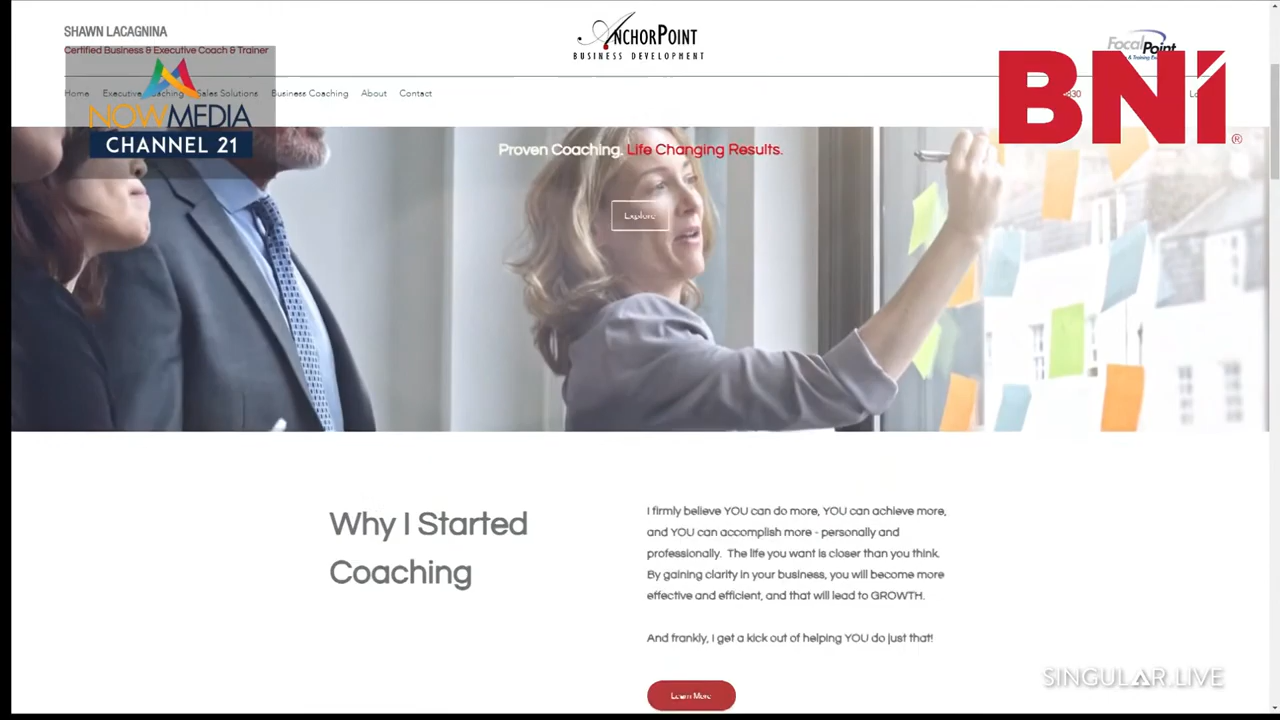 SHAWN LACAGNINA
Certified Business & Executive Coach & Trainer
ANCHORPOINT
BUSINESS DEVELOPMENT
FocalPoint
NOWMEDIA
CHANNEL 21
BNI®
Home Executive Coaching Sales Solutions Business Coaching About Contact
Proven Coaching. Life Changing Results.
Explore
Why I Started
Coaching
I firmly believe YOU can do more, YOU can achieve more,
and YOU can accomplish more - personally and
professionally. The life you want is closer than you think.
By gaining clarity in your business, you will become more
effective and efficient, and that will lead to GROWTH.
And frankly, I get a kick out of helping YOU do just that!
Learn More
SINGULAR.LIVE